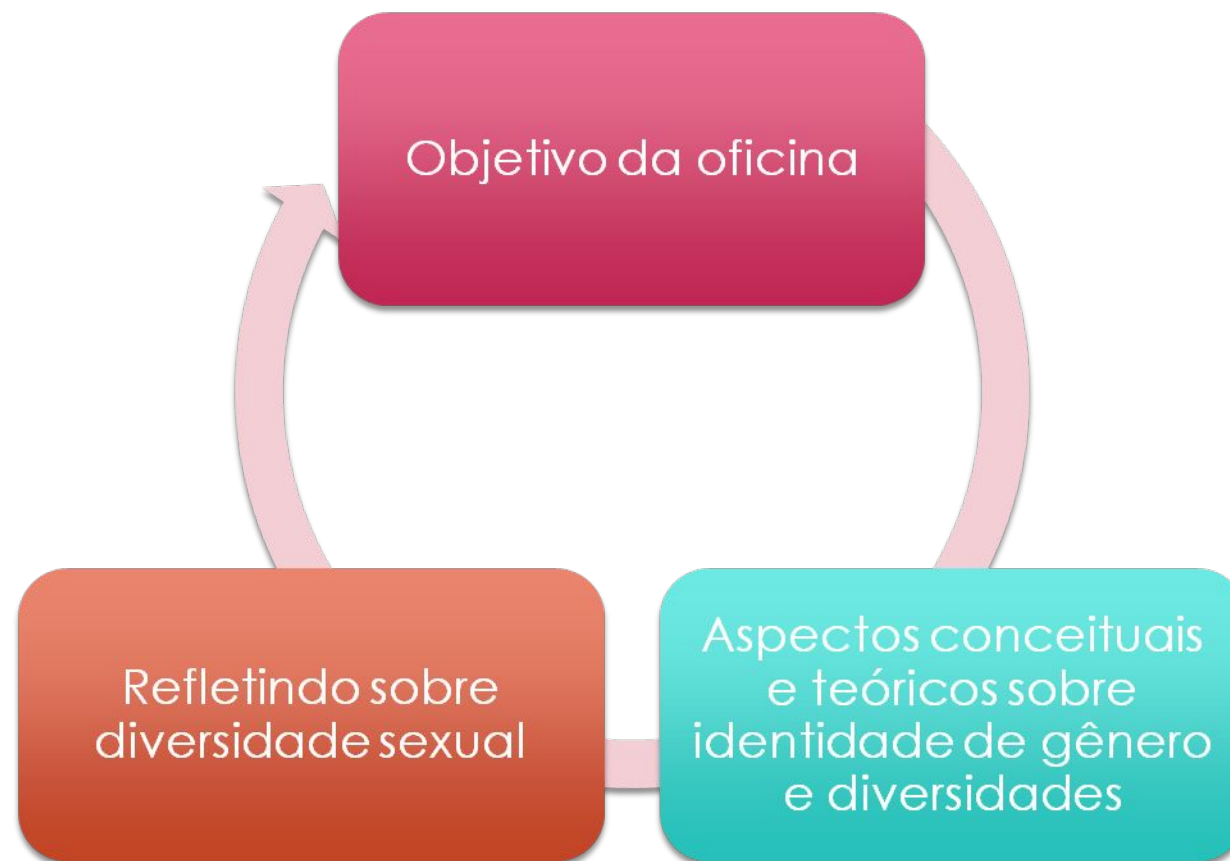 Objetivo da oficina
Refletindo sobre
diversidade sexual
Aspectos conceituais
e teóricos sobre
identidade de gênero
e diversidades